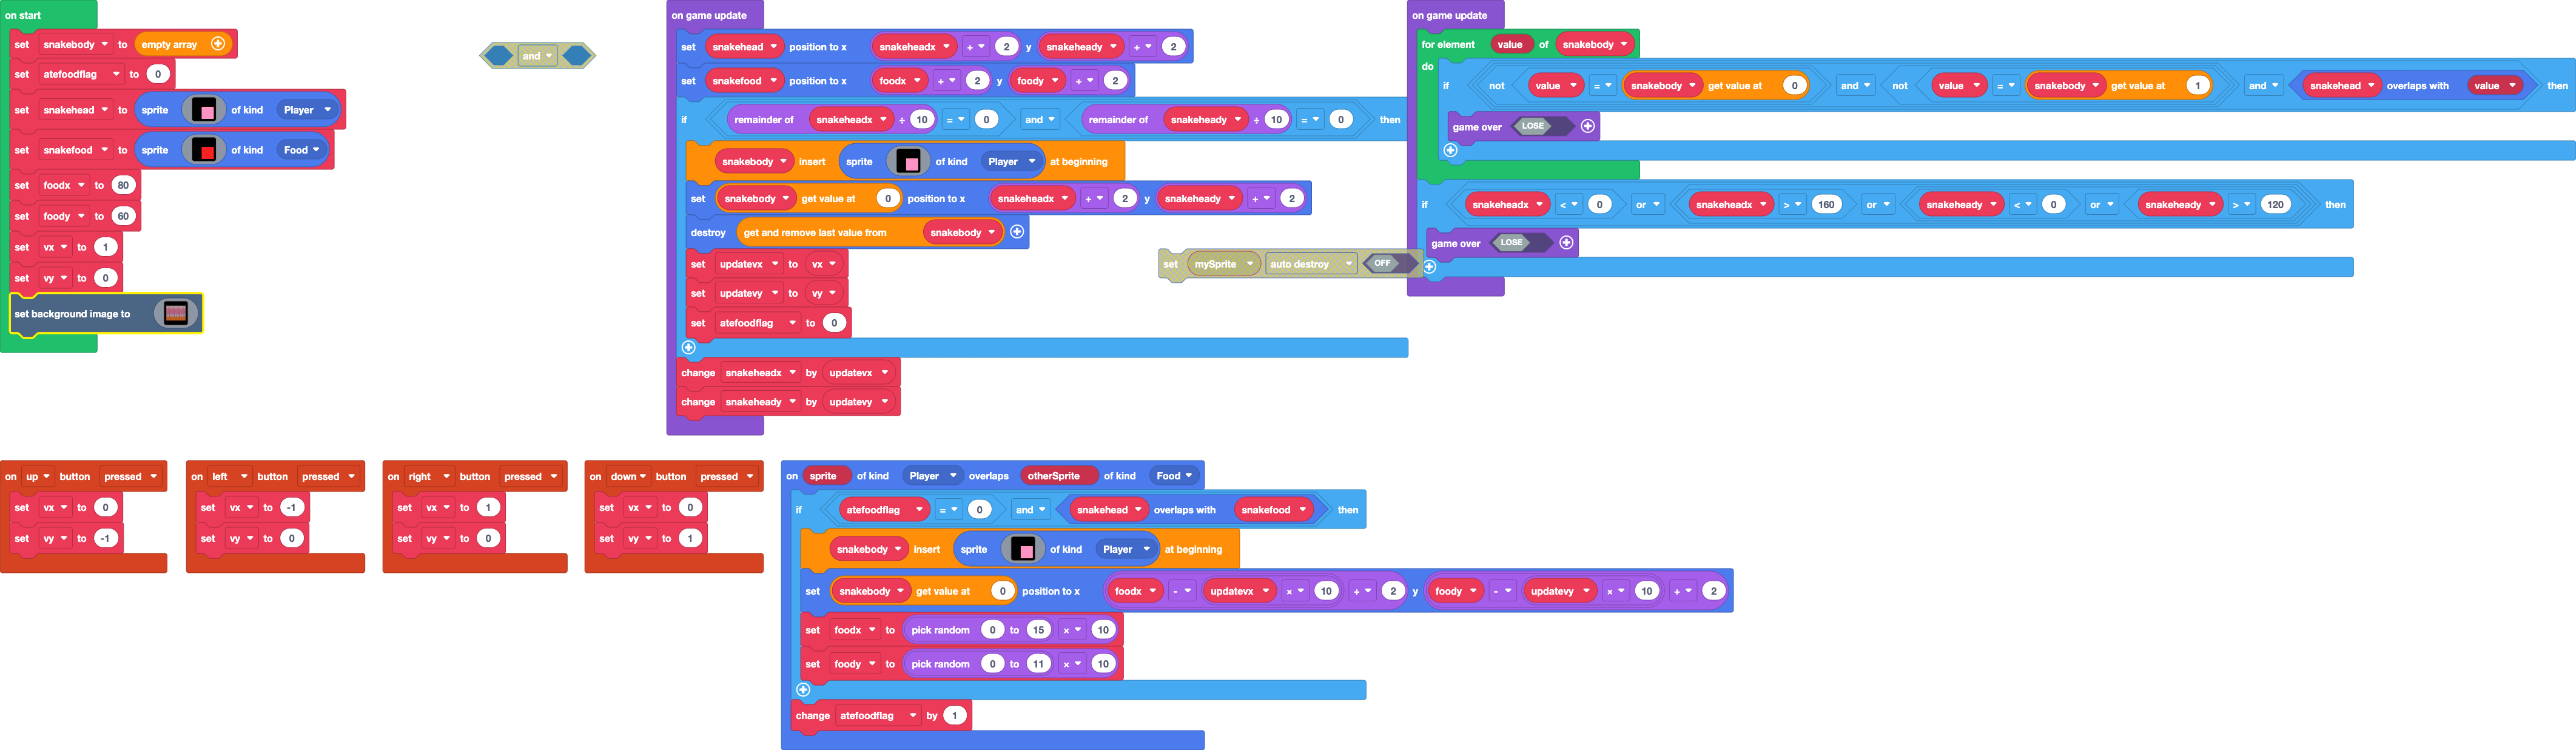 on start
set snakebody to empty array
set atefoodflag to 0
set snakehead to sprite of kind Player
set snakefood to sprite of kind Food
set foodx to 80
set foody to 60
set vx to 1
set vy to 0
set background image to
and
on game update
set snakehead position to x snakeheadx + 2 y snakeheady + 2
set snakefood position to x foodx + 2 y foody + 2
if remainder of snakeheadx ÷ 10 = 0 and remainder of snakeheady ÷ 10 = 0 then
snakebody insert sprite of kind Player at beginning
set snakebody get value at 0 position to x snakeheadx + 2 y snakeheady + 2
destroy get and remove last value from snakebody
set updatevx to vx
set updatevy to vy
set atefoodflag to 0
change snakeheadx by updatevx
change snakeheady by updatevy
set mySprite auto destroy OFF
on game update
for element value of snakebody
do
if not value = snakebody get value at 0 and not value = snakebody get value at 1 and snakehead overlaps with value then
game over LOSE
if snakeheadx < 0 or snakeheadx > 160 or snakeheady < 0 or snakeheady > 120 then
game over LOSE
on up button pressed
set vx to 0
set vy to -1
on left button pressed
set vx to -1
set vy to 0
on right button pressed
set vx to 1
set vy to 0
on down button pressed
set vx to 0
set vy to 1
on sprite of kind Player overlaps otherSprite of kind Food
if atefoodflag = 0 and snakehead overlaps with snakefood then
snakebody insert sprite of kind Player at beginning
set snakebody get value at 0 position to x foodx - updatevx × 10 + 2 y foody - updatevy × 10 + 2
set foodx to pick random 0 to 15 × 10
set foody to pick random 0 to 11 × 10
change atefoodflag by 1